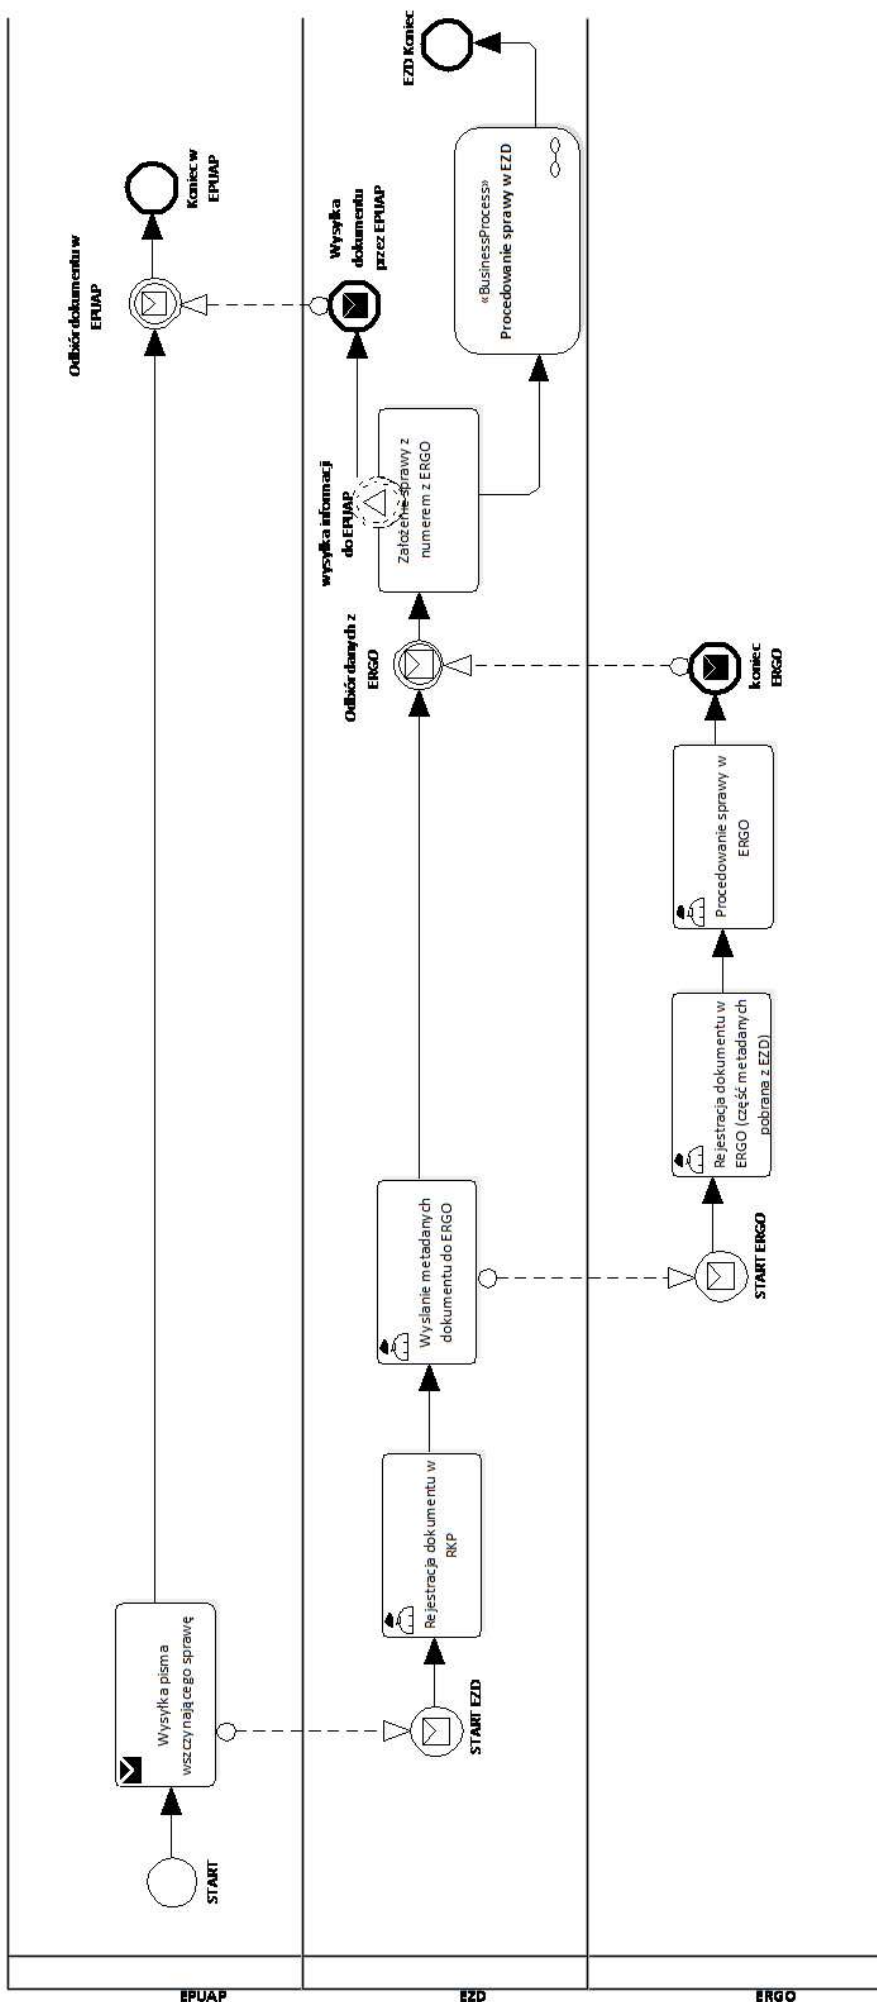 EPUAP
START
Wysyłka pisma
wszczynającego sprawę
Odbiór dokumentu w
EPUAP
Koniec w
EPUAP
EZD
START EZD
Rejestracja dokumentu w
RKP
Wyslanie metadanych
dokumentu do ERGO
Odbiór danych z
ERGO
wysyłka informacji
do EPUAP
Założenie sprawy z
numerem z ERGO
Wysyłka
dokumentu
przez EPUAP
«BusinessProcess»
Procedowanie sprawy w EZD
EZD Koniec
ERGO
START ERGO
Rejestracja dokumentu w
ERGO (część metadanych
pobrana z EZD)
Procedowanie sprawy w
ERGO
koniec
ERGO